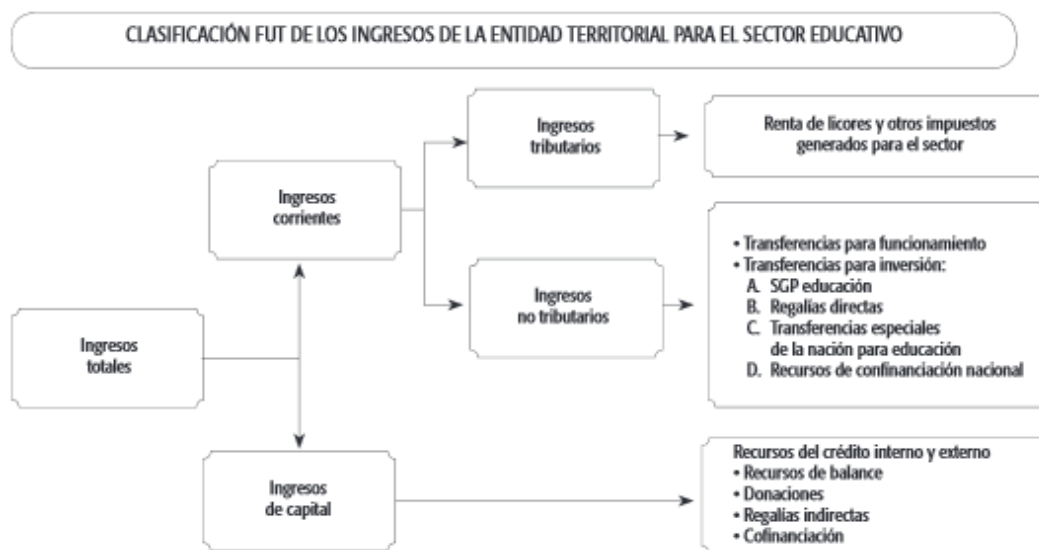 CLASIFICACIÓN FUT DE LOS INGRESOS DE LA ENTIDAD TERRITORIAL PARA EL SECTOR EDUCATIVO
Ingresos
totales
Ingresos
corrientes
Ingresos
tributarios
Renta de licores y otros impuestos
generados para el sector
Ingresos
no tributarios
• Transferencias para funcionamiento
• Transferencias para inversión:
A. SGP educación
B. Regalías directas
C. Transferencias especiales
de la nación para educación
D. Recursos de confinanciación nacional
Ingresos
de capital
Recursos del crédito interno y externo
• Recursos de balance
• Donaciones
• Regalías indirectas
• Cofinanciación